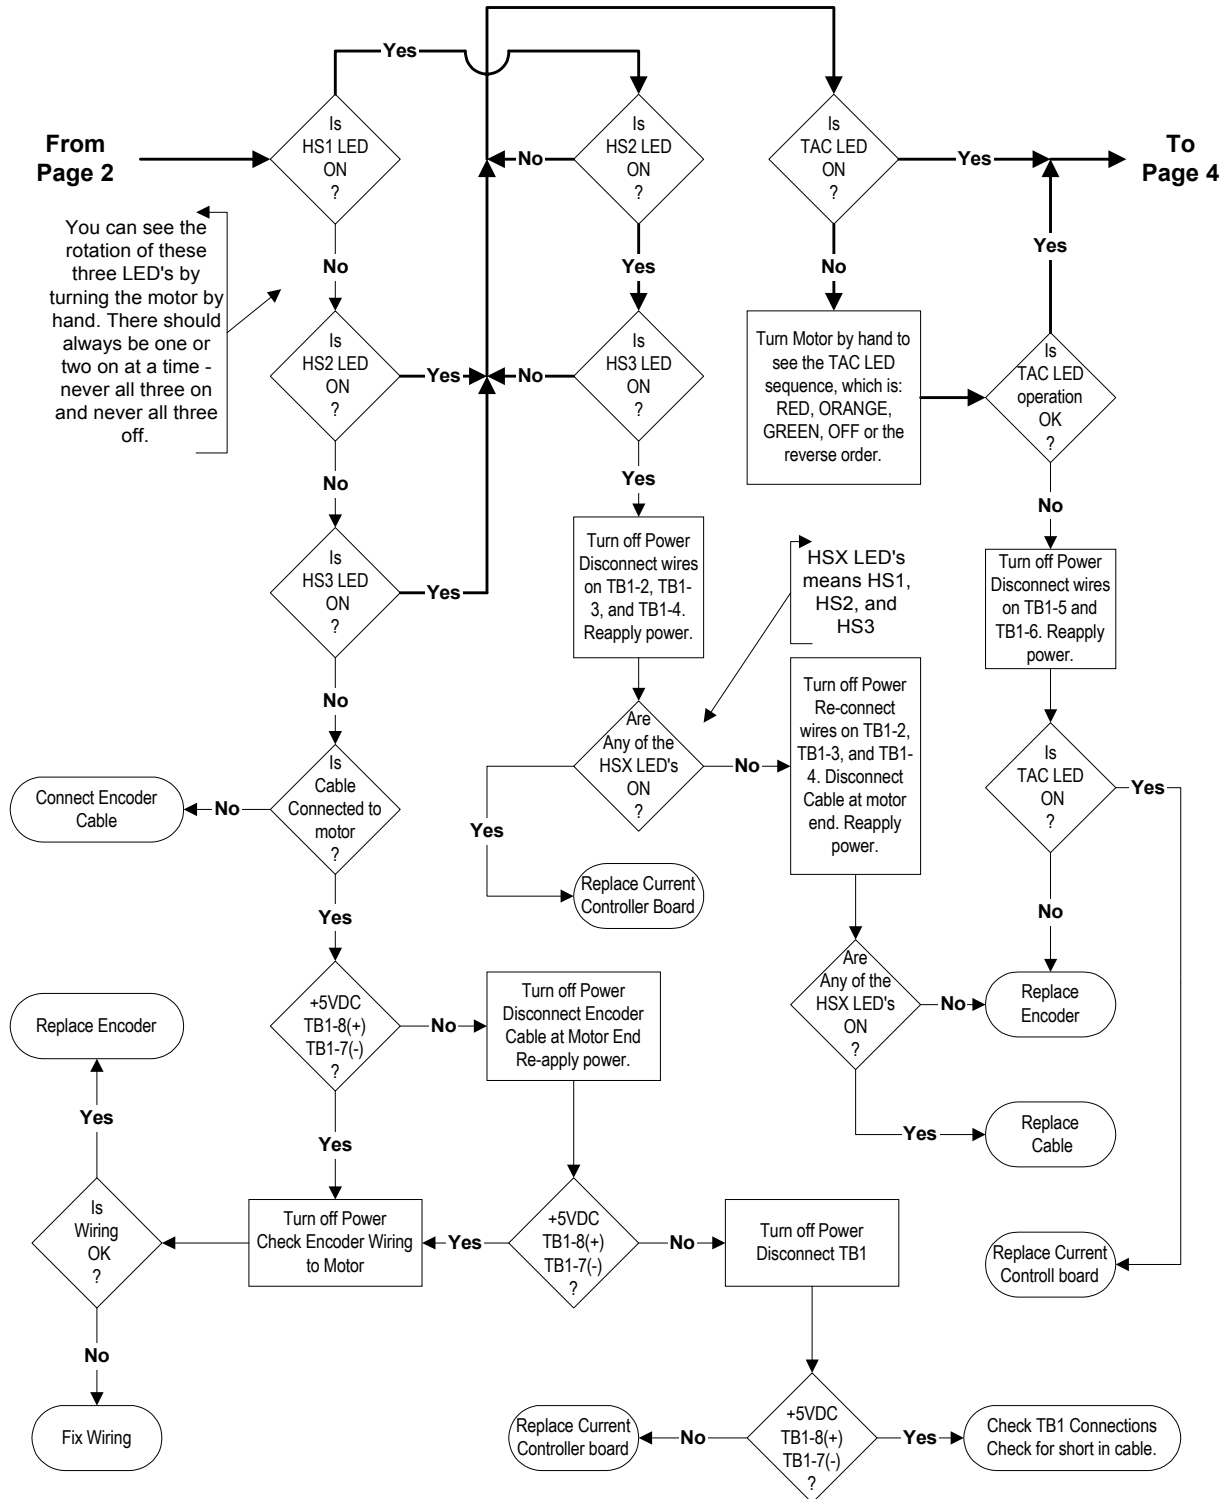 Yes
From
Page 2
Is
HS1 LED
ON
?
Is
HS2 LED
ON
?
No
Is
TAC LED
ON
?
Yes
To
Page 4
You can see the
rotation of these
three LED's by
turning the motor by
hand. There should
always be one or
two on at a time -
never all three on
and never all three
off.
No
Yes
No
Yes
Is
HS2 LED
ON
?
Yes
No
Is
HS3 LED
ON
?
Turn Motor by hand to
see the TAC LED
sequence, which is:
RED, ORANGE,
GREEN, OFF or the
reverse order.
Is
TAC LED
operation
OK
?
No
Yes
No
Is
HS3 LED
ON
?
Yes
Turn off Power
Disconnect wires
on TB1-2, TB1-
3, and TB1-4.
Reapply power.
HSX LED's
means HS1,
HS2, and
HS3
Turn off Power
Disconnect wires
on TB1-5 and
TB1-6. Reapply
power.
No
Are
Any of the
HSX LED's
ON
?
No
Turn off Power
Re-connect
wires on TB1-2,
TB1-3, and TB1-
4. Disconnect
Cable at motor
end. Reapply
power.
Is
TAC LED
ON
?
Yes
Connect Encoder
Cable
No
Is
Cable
Connected to
motor
?
Yes
Replace Current
Controller Board
Yes
No
Replace Encoder
+5VDC
TB1-8(+)
TB1-7(-)
?
No
Turn off Power
Disconnect Encoder
Cable at Motor End
Re-apply power.
Are
Any of the
HSX LED's
ON
?
No
Replace
Encoder
Yes
Yes
Yes
Replace
Cable
Is
Wiring
OK
?
Turn off Power
Check Encoder Wiring
to Motor
Yes
+5VDC
TB1-8(+)
TB1-7(-)
?
No
Turn off Power
Disconnect TB1
Replace Current
Controll board
No
Fix Wiring
Replace Current
Controller board
No
+5VDC
TB1-8(+)
TB1-7(-)
?
Yes
Check TB1 Connections
Check for short in cable.